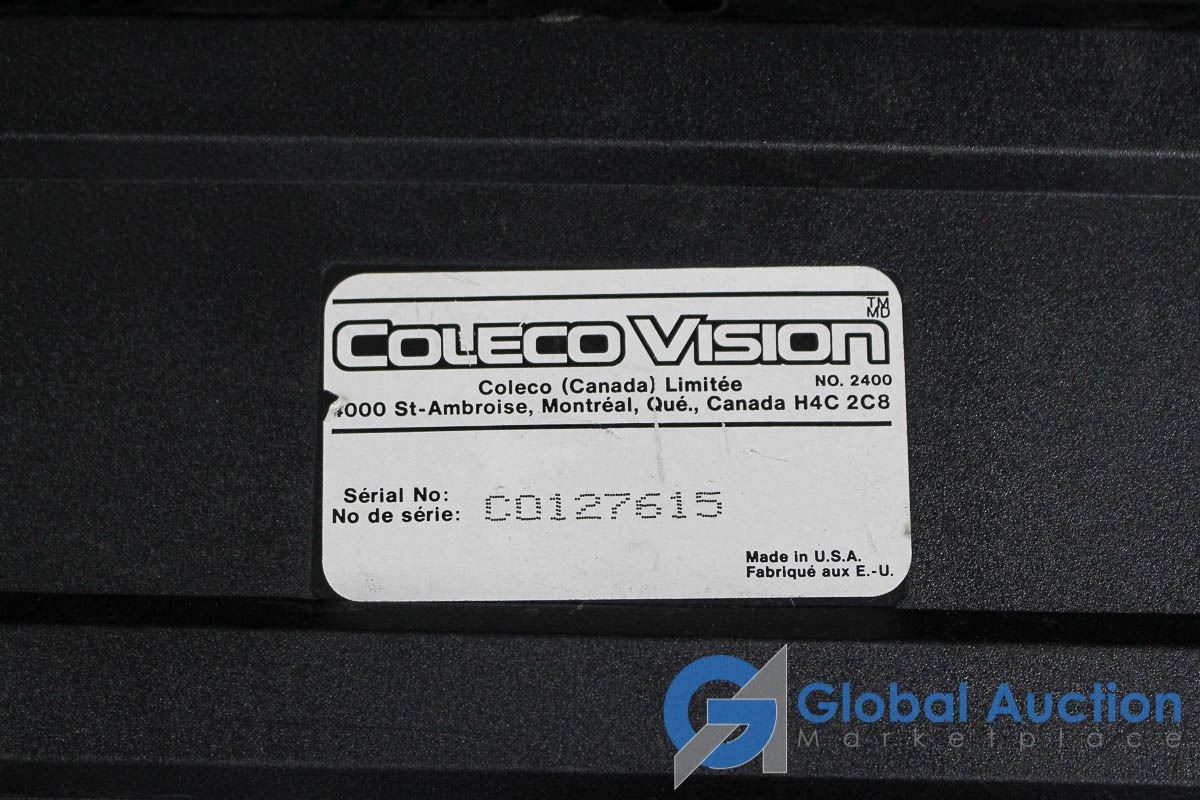 TM
MD
COLECO VISION
Coleco (Canada) Limitée NO. 2400
4000 St-Ambroise, Montréal, Qué., Canada H4C 2C8
Sérial No:
No de série: C0127615
Made in U.S.A.
Fabriqué aux E.-U.
Global Auction
Marketplace